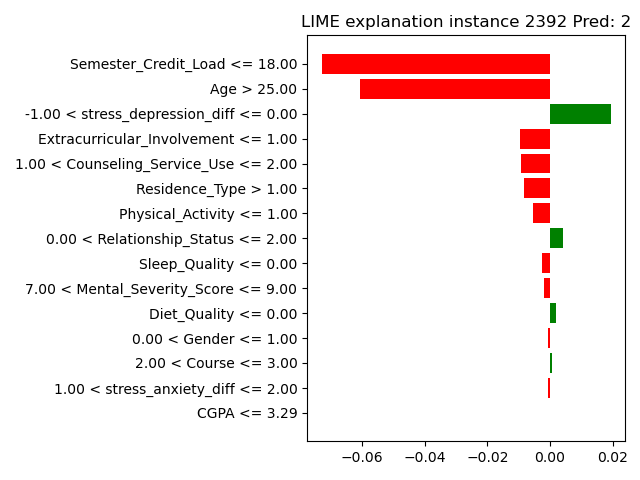 LIME explanation instance 2392 Pred: 2
Semester_Credit_Load <= 18.00
Age > 25.00
-1.00 < stress_depression_diff <= 0.00
Extracurricular_Involvement <= 1.00
1.00 < Counseling_Service_Use <= 2.00
Residence_Type > 1.00
Physical_Activity <= 1.00
0.00 < Relationship_Status <= 2.00
Sleep_Quality <= 0.00
7.00 < Mental_Severity_Score <= 9.00
Diet_Quality <= 0.00
0.00 < Gender <= 1.00
2.00 < Course <= 3.00
1.00 < stress_anxiety_diff <= 2.00
CGPA <= 3.29
−0.06 −0.04 −0.02 0.00 0.02